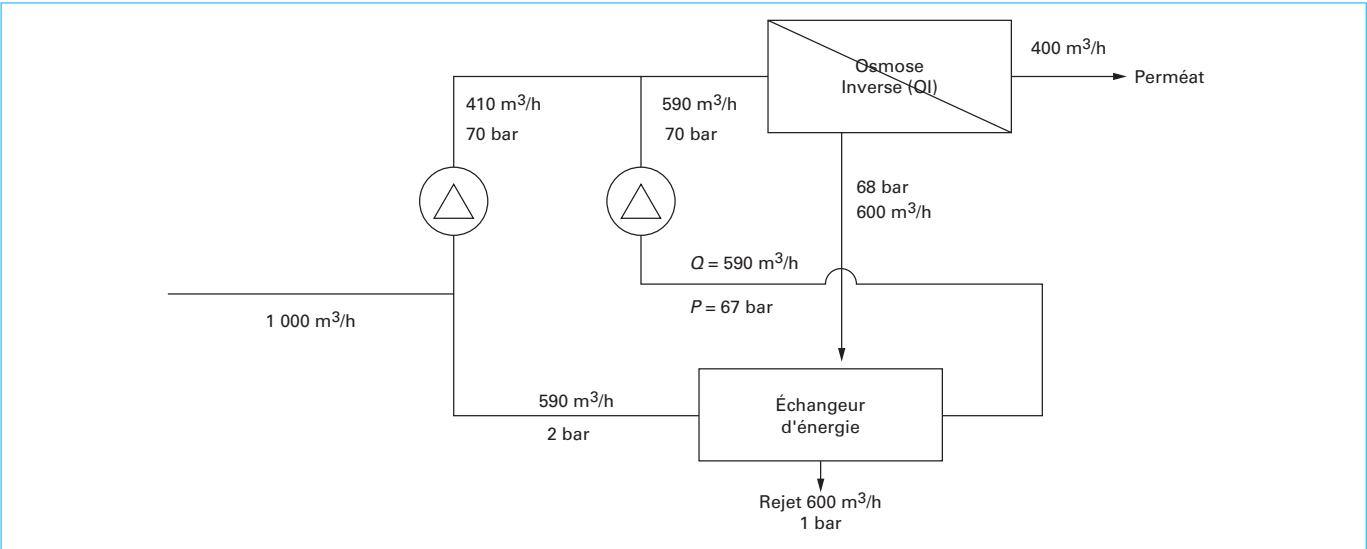 400 m³/h
Osmose
Inverse (OI)
Perméat
410 m³/h
70 bar
590 m³/h
70 bar
68 bar
600 m³/h
Q = 590 m³/h
P = 67 bar
1 000 m³/h
590 m³/h
2 bar
Échangeur
d'énergie
Rejet 600 m³/h
1 bar